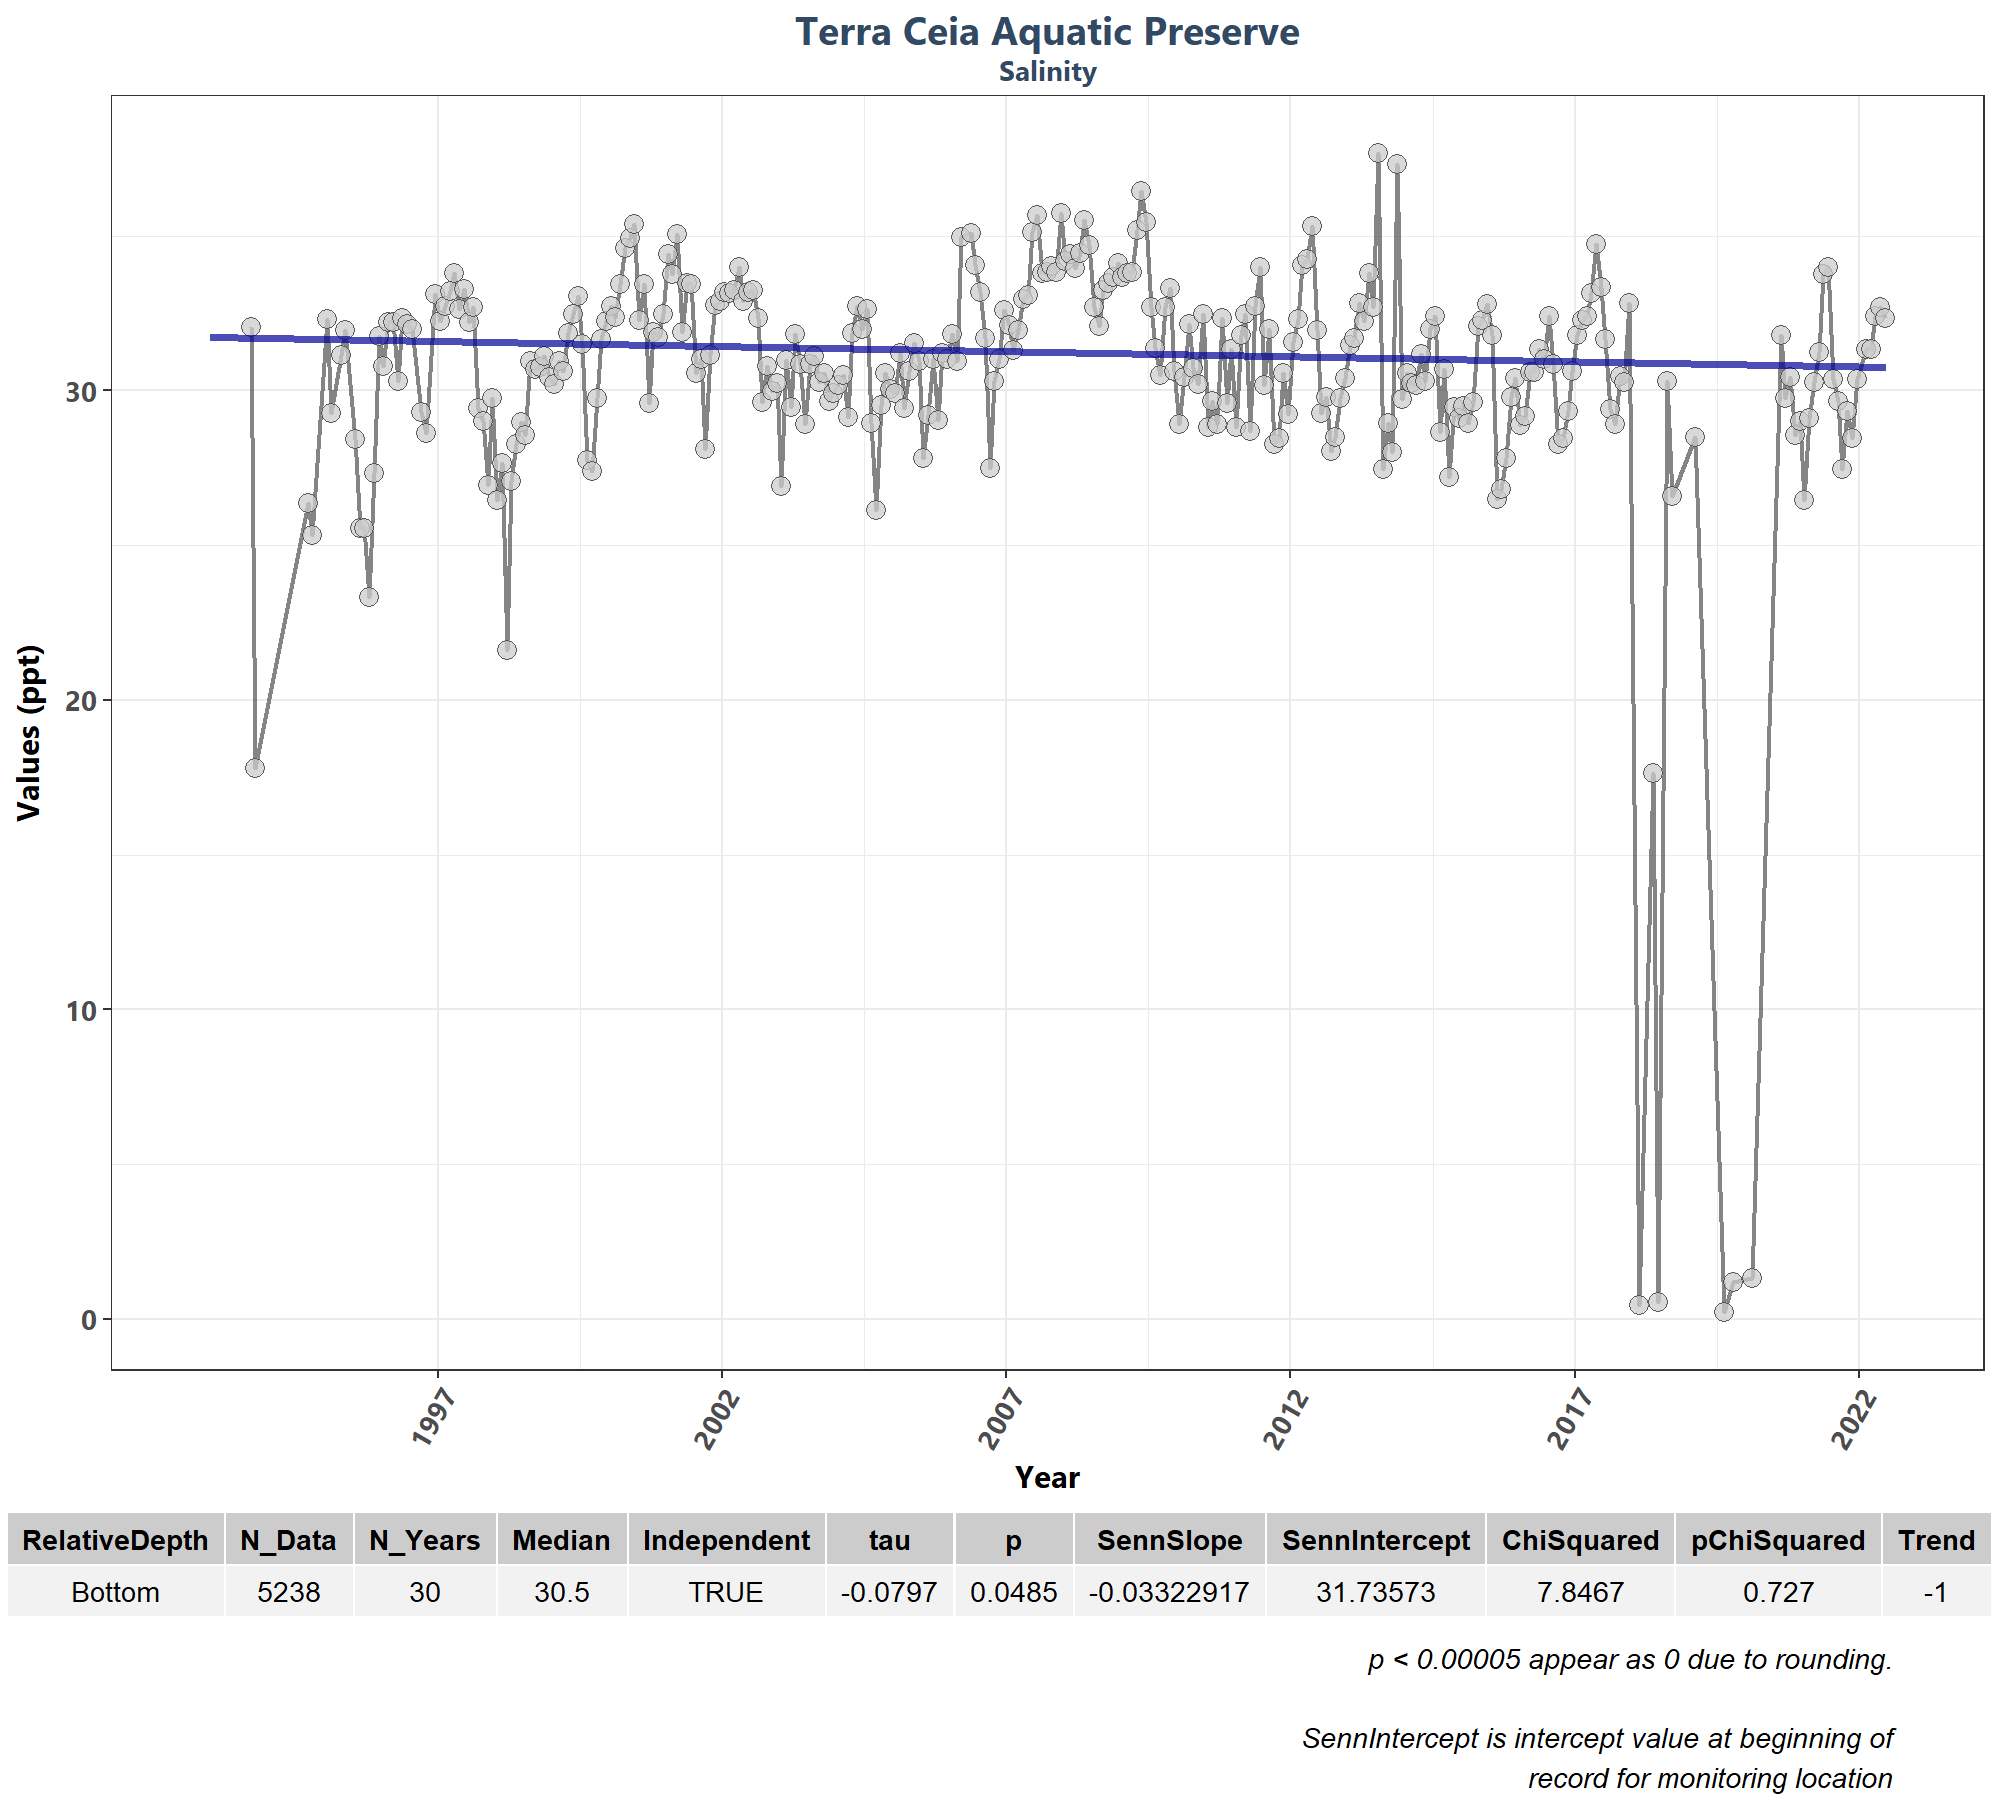 Terra Ceia Aquatic Preserve
Salinity
Values (ppt)
30
20
10
0
1997
2002
2007
2012
2017
2022
Year
RelativeDepth N_Data N_Years Median Independent tau p SennSlope SennIntercept ChiSquared pChiSquared Trend
Bottom 5238 30 30.5 TRUE -0.0797 0.0485 -0.03322917 31.73573 7.8467 0.727 -1
p < 0.00005 appear as 0 due to rounding.
SennIntercept is intercept value at beginning of
record for monitoring location